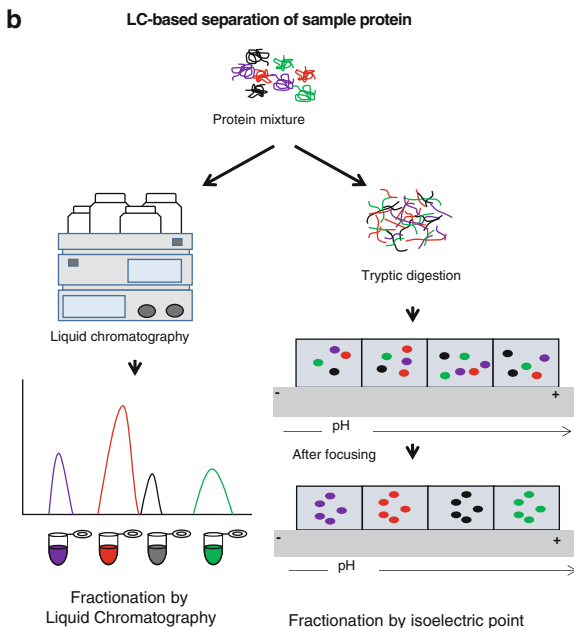 b
LC-based separation of sample protein
Protein mixture
Liquid chromatography
Tryptic digestion
- +
pH
After focusing
- +
pH
Fractionation by
Liquid Chromatography
Fractionation by isoelectric point